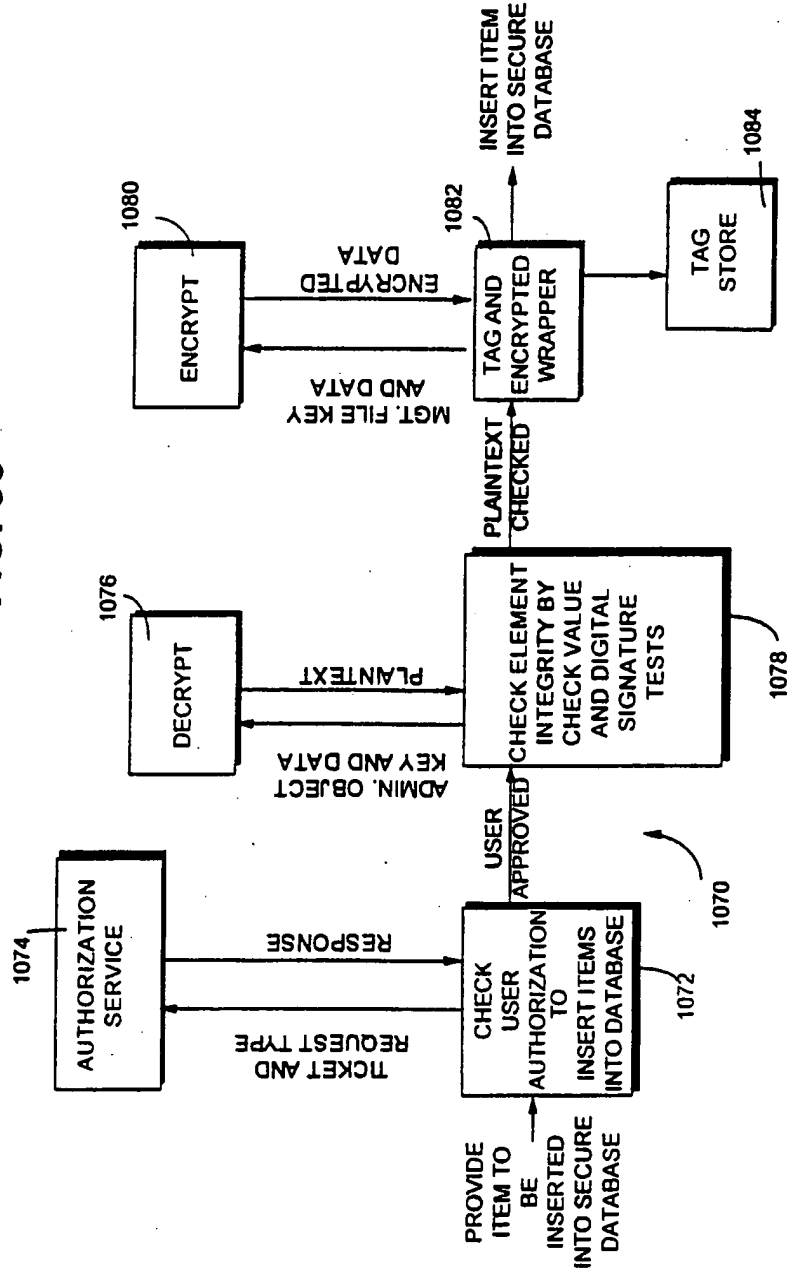 1074
AUTHORIZATION
SERVICE
TICKET AND
REQUEST TYPE
RESPONSE
PROVIDE
ITEM TO
BE
INSERTED
INTO SECURE
DATABASE
CHECK
USER
AUTHORIZATION
TO
INSERT ITEMS
INTO DATABASE
1072
1070
USER
APPROVED
1076
DECRYPT
ADMIN. OBJECT
KEY AND DATA
PLAINTEXT
CHECK ELEMENT
INTEGRITY BY
CHECK VALUE
AND DIGITAL
SIGNATURE
TESTS
1078
PLAINTEXT
CHECKED
1080
ENCRYPT
MGT. FILE KEY
AND DATA
ENCRYPTED
DATA
1082
TAG AND
ENCRYPTED
WRAPPER
INSERT ITEM
INTO SECURE
DATABASE
TAG
STORE
1084